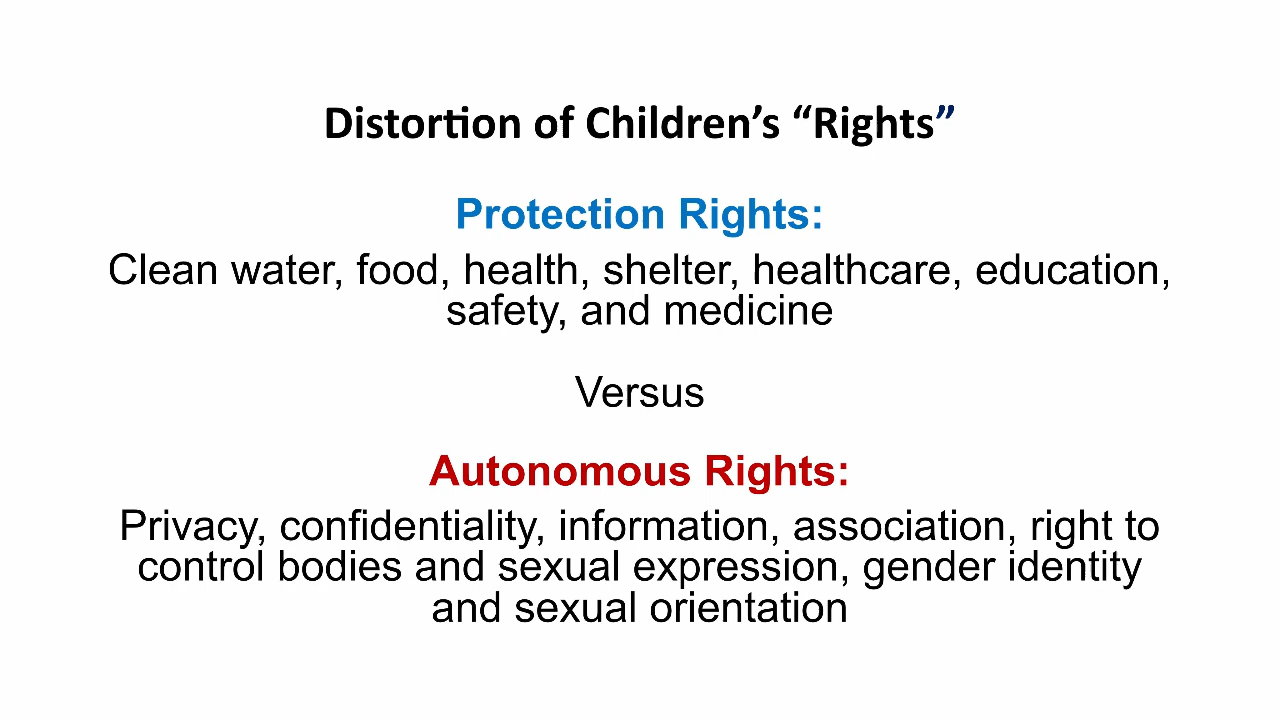 Distortion of Children’s “Rights”
Protection Rights:
Clean water, food, health, shelter, healthcare, education,
safety, and medicine
Versus
Autonomous Rights:
Privacy, confidentiality, information, association, right to
control bodies and sexual expression, gender identity
and sexual orientation